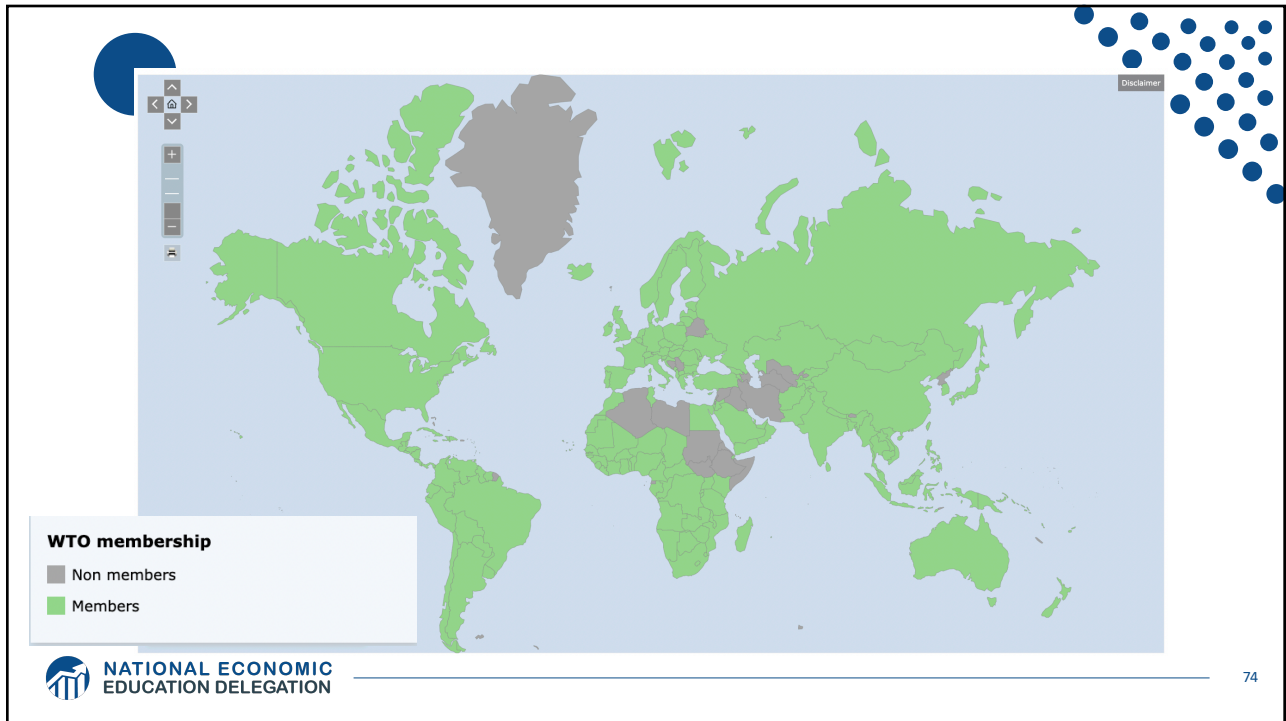 Disclaimer
WTO membership
Non members
Members
NATIONAL ECONOMIC
EDUCATION DELEGATION
74